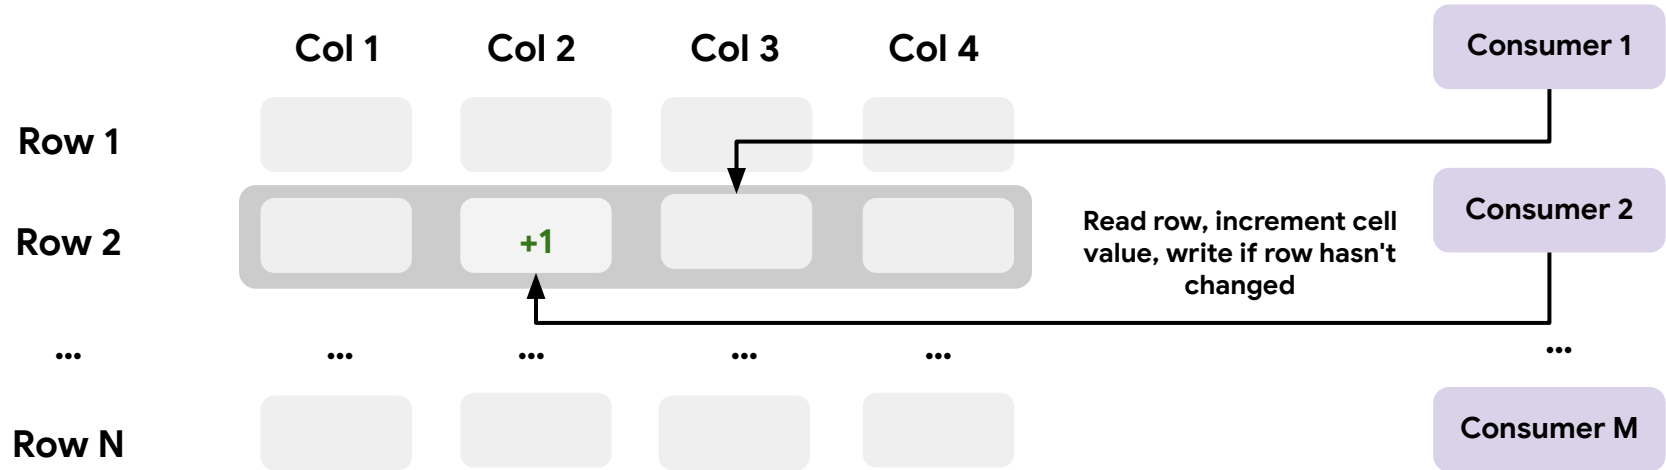 Col 1 Col 2 Col 3 Col 4 Consumer 1
Row 1
Row 2 +1 Consumer 2
Read row, increment cell
value, write if row hasn't
changed
... ... ... ... ... ...
Row N Consumer M